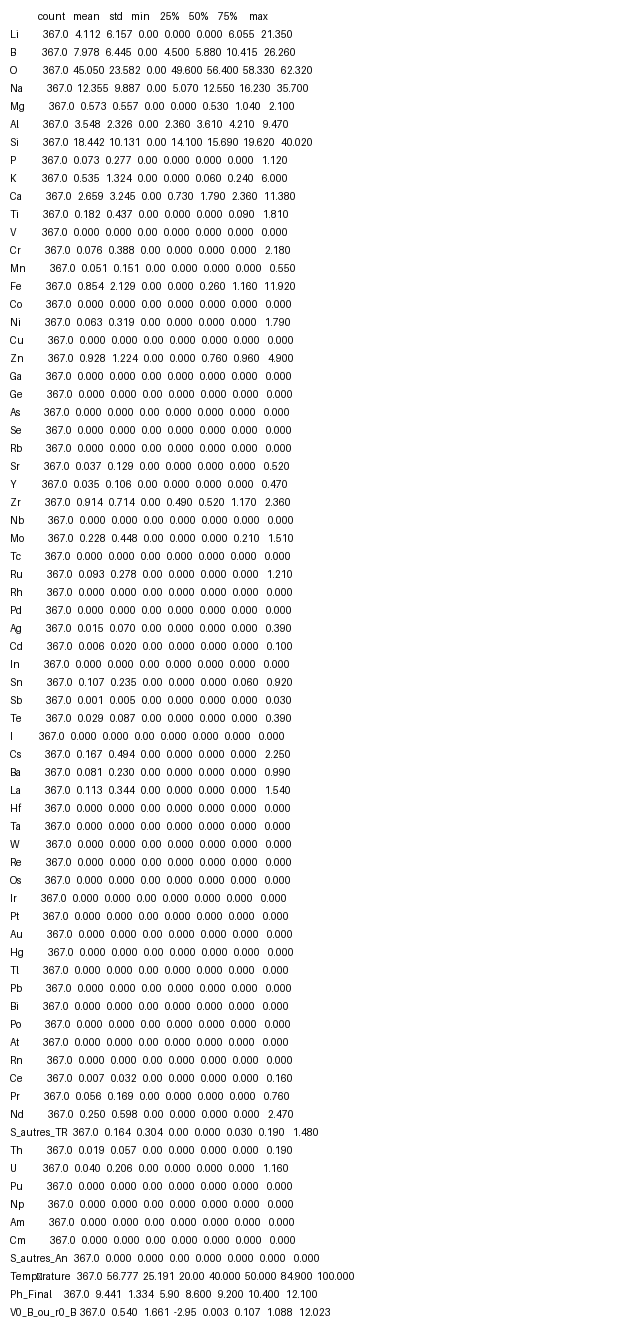 count mean std min 25% 50% 75% max
Li 367.0 4.112 6.157 0.00 0.000 0.000 6.055 21.350
B 367.0 7.978 6.445 0.00 4.500 5.880 10.415 26.260
O 367.0 45.050 23.582 0.00 49.600 56.400 58.330 62.320
Na 367.0 12.355 9.887 0.00 5.070 12.550 16.230 35.700
Mg 367.0 0.573 0.557 0.00 0.000 0.530 1.040 2.100
Al 367.0 3.548 2.326 0.00 2.360 3.610 4.210 9.470
Si 367.0 18.442 10.131 0.00 14.100 15.690 19.620 40.020
P 367.0 0.073 0.277 0.00 0.000 0.000 0.000 1.120
K 367.0 0.535 1.324 0.00 0.000 0.060 0.240 6.000
Ca 367.0 2.659 3.245 0.00 0.730 1.790 2.360 11.380
Ti 367.0 0.182 0.437 0.00 0.000 0.000 0.090 1.810
V 367.0 0.000 0.000 0.00 0.000 0.000 0.000 0.000
Cr 367.0 0.076 0.388 0.00 0.000 0.000 0.000 2.180
Mn 367.0 0.051 0.151 0.00 0.000 0.000 0.000 0.550
Fe 367.0 0.854 2.129 0.00 0.000 0.260 1.160 11.920
Co 367.0 0.000 0.000 0.00 0.000 0.000 0.000 0.000
Ni 367.0 0.063 0.319 0.00 0.000 0.000 0.000 1.790
Cu 367.0 0.000 0.000 0.00 0.000 0.000 0.000 0.000
Zn 367.0 0.928 1.224 0.00 0.000 0.760 0.960 4.900
Ga 367.0 0.000 0.000 0.00 0.000 0.000 0.000 0.000
Ge 367.0 0.000 0.000 0.00 0.000 0.000 0.000 0.000
As 367.0 0.000 0.000 0.00 0.000 0.000 0.000 0.000
Se 367.0 0.000 0.000 0.00 0.000 0.000 0.000 0.000
Rb 367.0 0.000 0.000 0.00 0.000 0.000 0.000 0.000
Sr 367.0 0.037 0.129 0.00 0.000 0.000 0.000 0.520
Y 367.0 0.035 0.106 0.00 0.000 0.000 0.000 0.470
Zr 367.0 0.914 0.714 0.00 0.490 0.520 1.170 2.360
Nb 367.0 0.000 0.000 0.00 0.000 0.000 0.000 0.000
Mo 367.0 0.228 0.448 0.00 0.000 0.000 0.210 1.510
Tc 367.0 0.000 0.000 0.00 0.000 0.000 0.000 0.000
Ru 367.0 0.093 0.278 0.00 0.000 0.000 0.000 1.210
Rh 367.0 0.000 0.000 0.00 0.000 0.000 0.000 0.000
Pd 367.0 0.000 0.000 0.00 0.000 0.000 0.000 0.000
Ag 367.0 0.015 0.070 0.00 0.000 0.000 0.000 0.390
Cd 367.0 0.006 0.020 0.00 0.000 0.000 0.000 0.100
In 367.0 0.000 0.000 0.00 0.000 0.000 0.000 0.000
Sn 367.0 0.107 0.235 0.00 0.000 0.000 0.060 0.920
Sb 367.0 0.001 0.005 0.00 0.000 0.000 0.000 0.030
Te 367.0 0.029 0.087 0.00 0.000 0.000 0.000 0.390
I 367.0 0.000 0.000 0.00 0.000 0.000 0.000 0.000
Cs 367.0 0.167 0.494 0.00 0.000 0.000 0.000 2.250
Ba 367.0 0.081 0.230 0.00 0.000 0.000 0.000 0.990
La 367.0 0.113 0.344 0.00 0.000 0.000 0.000 1.540
Hf 367.0 0.000 0.000 0.00 0.000 0.000 0.000 0.000
Ta 367.0 0.000 0.000 0.00 0.000 0.000 0.000 0.000
W 367.0 0.000 0.000 0.00 0.000 0.000 0.000 0.000
Re 367.0 0.000 0.000 0.00 0.000 0.000 0.000 0.000
Os 367.0 0.000 0.000 0.00 0.000 0.000 0.000 0.000
Ir 367.0 0.000 0.000 0.00 0.000 0.000 0.000 0.000
Pt 367.0 0.000 0.000 0.00 0.000 0.000 0.000 0.000
Au 367.0 0.000 0.000 0.00 0.000 0.000 0.000 0.000
Hg 367.0 0.000 0.000 0.00 0.000 0.000 0.000 0.000
Tl 367.0 0.000 0.000 0.00 0.000 0.000 0.000 0.000
Pb 367.0 0.000 0.000 0.00 0.000 0.000 0.000 0.000
Bi 367.0 0.000 0.000 0.00 0.000 0.000 0.000 0.000
Po 367.0 0.000 0.000 0.00 0.000 0.000 0.000 0.000
At 367.0 0.000 0.000 0.00 0.000 0.000 0.000 0.000
Rn 367.0 0.000 0.000 0.00 0.000 0.000 0.000 0.000
Ce 367.0 0.007 0.032 0.00 0.000 0.000 0.000 0.160
Pr 367.0 0.056 0.169 0.00 0.000 0.000 0.000 0.760
Nd 367.0 0.250 0.598 0.00 0.000 0.000 0.000 2.470
S_autres_TR 367.0 0.164 0.304 0.00 0.000 0.030 0.190 1.480
Th 367.0 0.019 0.057 0.00 0.000 0.000 0.000 0.190
U 367.0 0.040 0.206 0.00 0.000 0.000 0.000 1.160
Pu 367.0 0.000 0.000 0.00 0.000 0.000 0.000 0.000
Np 367.0 0.000 0.000 0.00 0.000 0.000 0.000 0.000
Am 367.0 0.000 0.000 0.00 0.000 0.000 0.000 0.000
Cm 367.0 0.000 0.000 0.00 0.000 0.000 0.000 0.000
S_autres_An 367.0 0.000 0.000 0.00 0.000 0.000 0.000 0.000
Temp□rature 367.0 56.777 25.191 20.00 40.000 50.000 84.900 100.000
Ph_Final 367.0 9.441 1.334 5.90 8.600 9.200 10.400 12.100
V0_B_ou_r0_B 367.0 0.540 1.661 -2.95 0.003 0.107 1.088 12.023